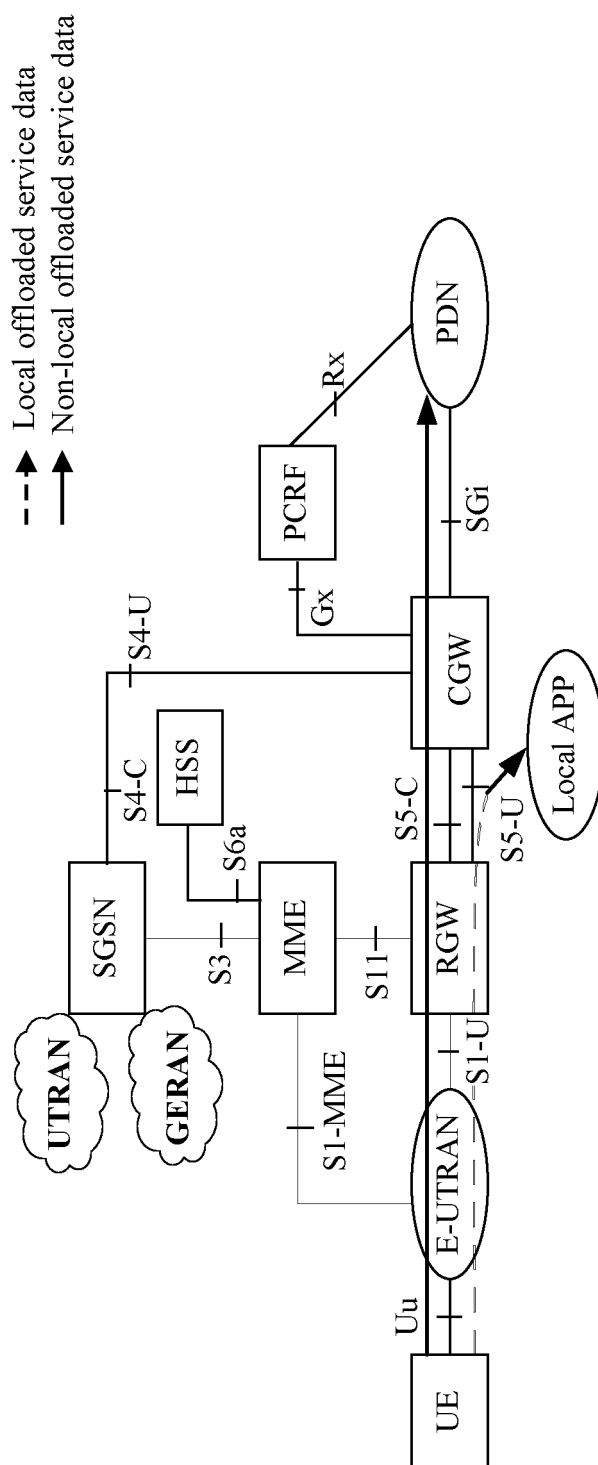 Local offloaded service data
Non-local offloaded service data
UTRAN
GERAN
SGSN
S4-C
S4-U
HSS
S3
S6a
PCRF
Rx
Gx
S1-MME
MME
S11
UE
Uu
E-UTRAN
S1-U
RGW
S5-C
S5-U
CGW
SGi
PDN
Local APP